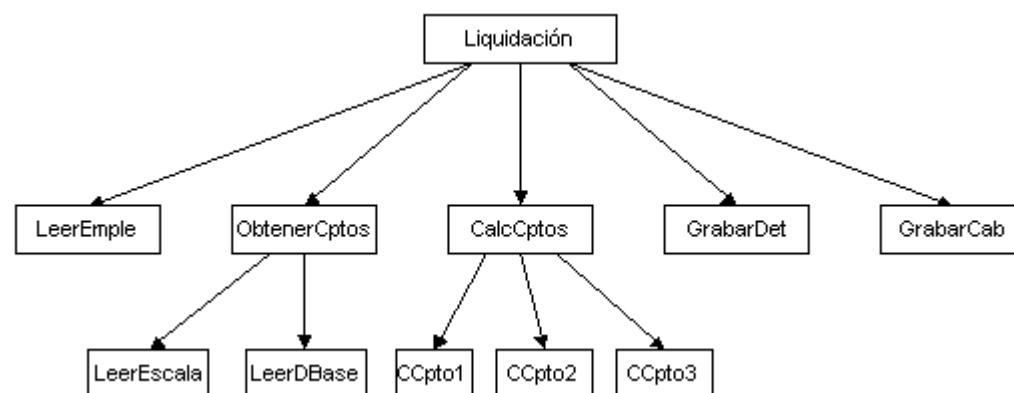 Liquidación
LeerEmple
ObtenerCptos
CalcCptos
GrabarDet
GrabarCab
LeerEscala
LeerDBase
CCpto1
CCpto2
CCpto3